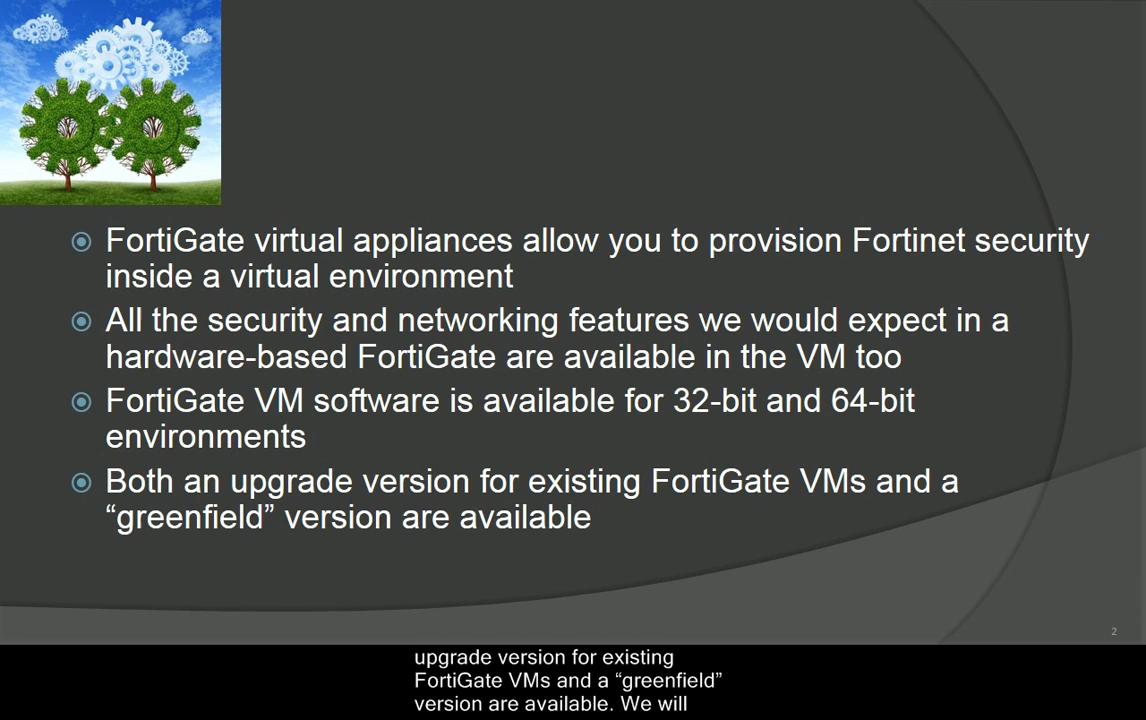 FortiGate virtual appliances allow you to provision Fortinet security
inside a virtual environment
All the security and networking features we would expect in a
hardware-based FortiGate are available in the VM too
FortiGate VM software is available for 32-bit and 64-bit
environments
Both an upgrade version for existing FortiGate VMs and a
“greenfield” version are available
2
upgrade version for existing
FortiGate VMs and a “greenfield”
version are available. We will